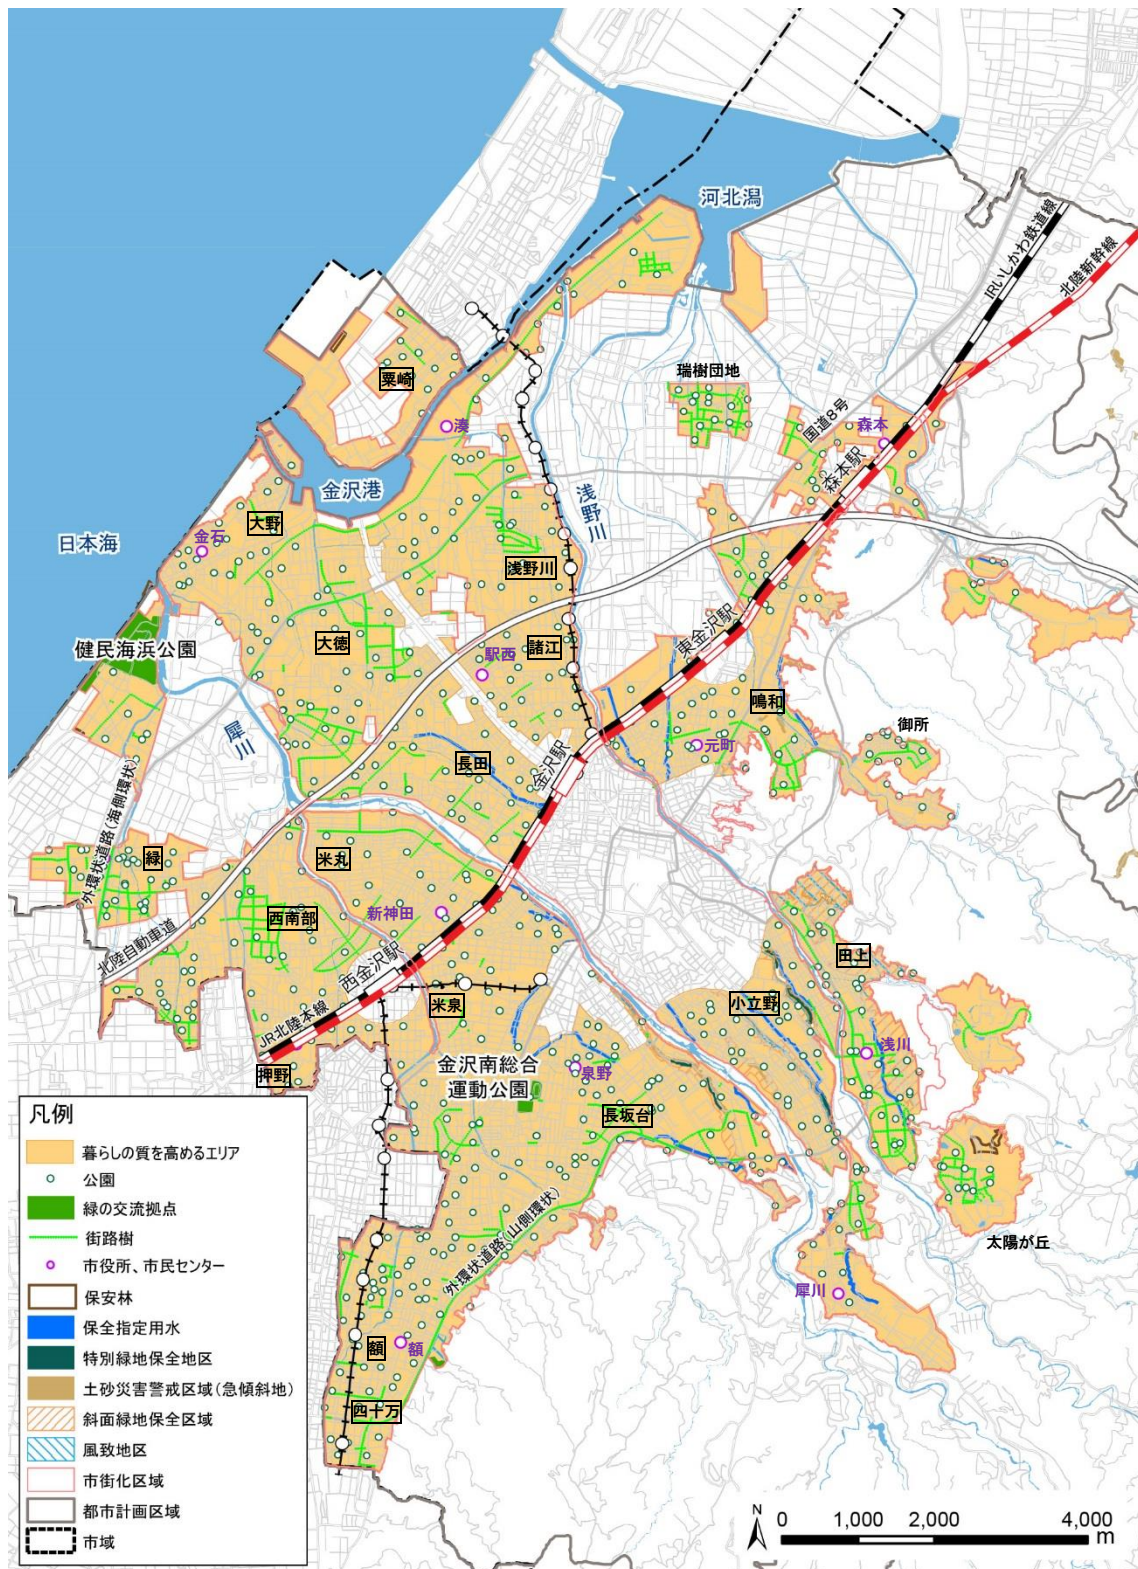 河北潟
IRいしかわ鉄道線
北陸新幹線
粟崎
瑞樹団地
湊
国道8号
森本
森本駅
金沢港
浅野川
大野
金石
日本海
浅野川
大徳
諸江
東金沢駅
健民海浜公園
駅西
鳴和
犀川
御所
元町
長田
金沢駅
外環状道路(海側環状)
緑
米丸
新神田
西南部
北陸自動車道
西金沢駅
田上
小立野
米泉
JR北陸本線
浅川
押野
金沢南総合
運動公園
泉野
長坂台
太陽が丘
外環状道路(山側環状)
犀川
額
額
四十万
凡例
暮らしの質を高めるエリア
公園
緑の交流拠点
街路樹
市役所、市民センター
保安林
保全指定用水
特別緑地保全地区
土砂災害警戒区域(急傾斜地)
斜面緑地保全区域
風致地区
市街化区域
都市計画区域
市域
N
0 1,000 2,000 4,000
m